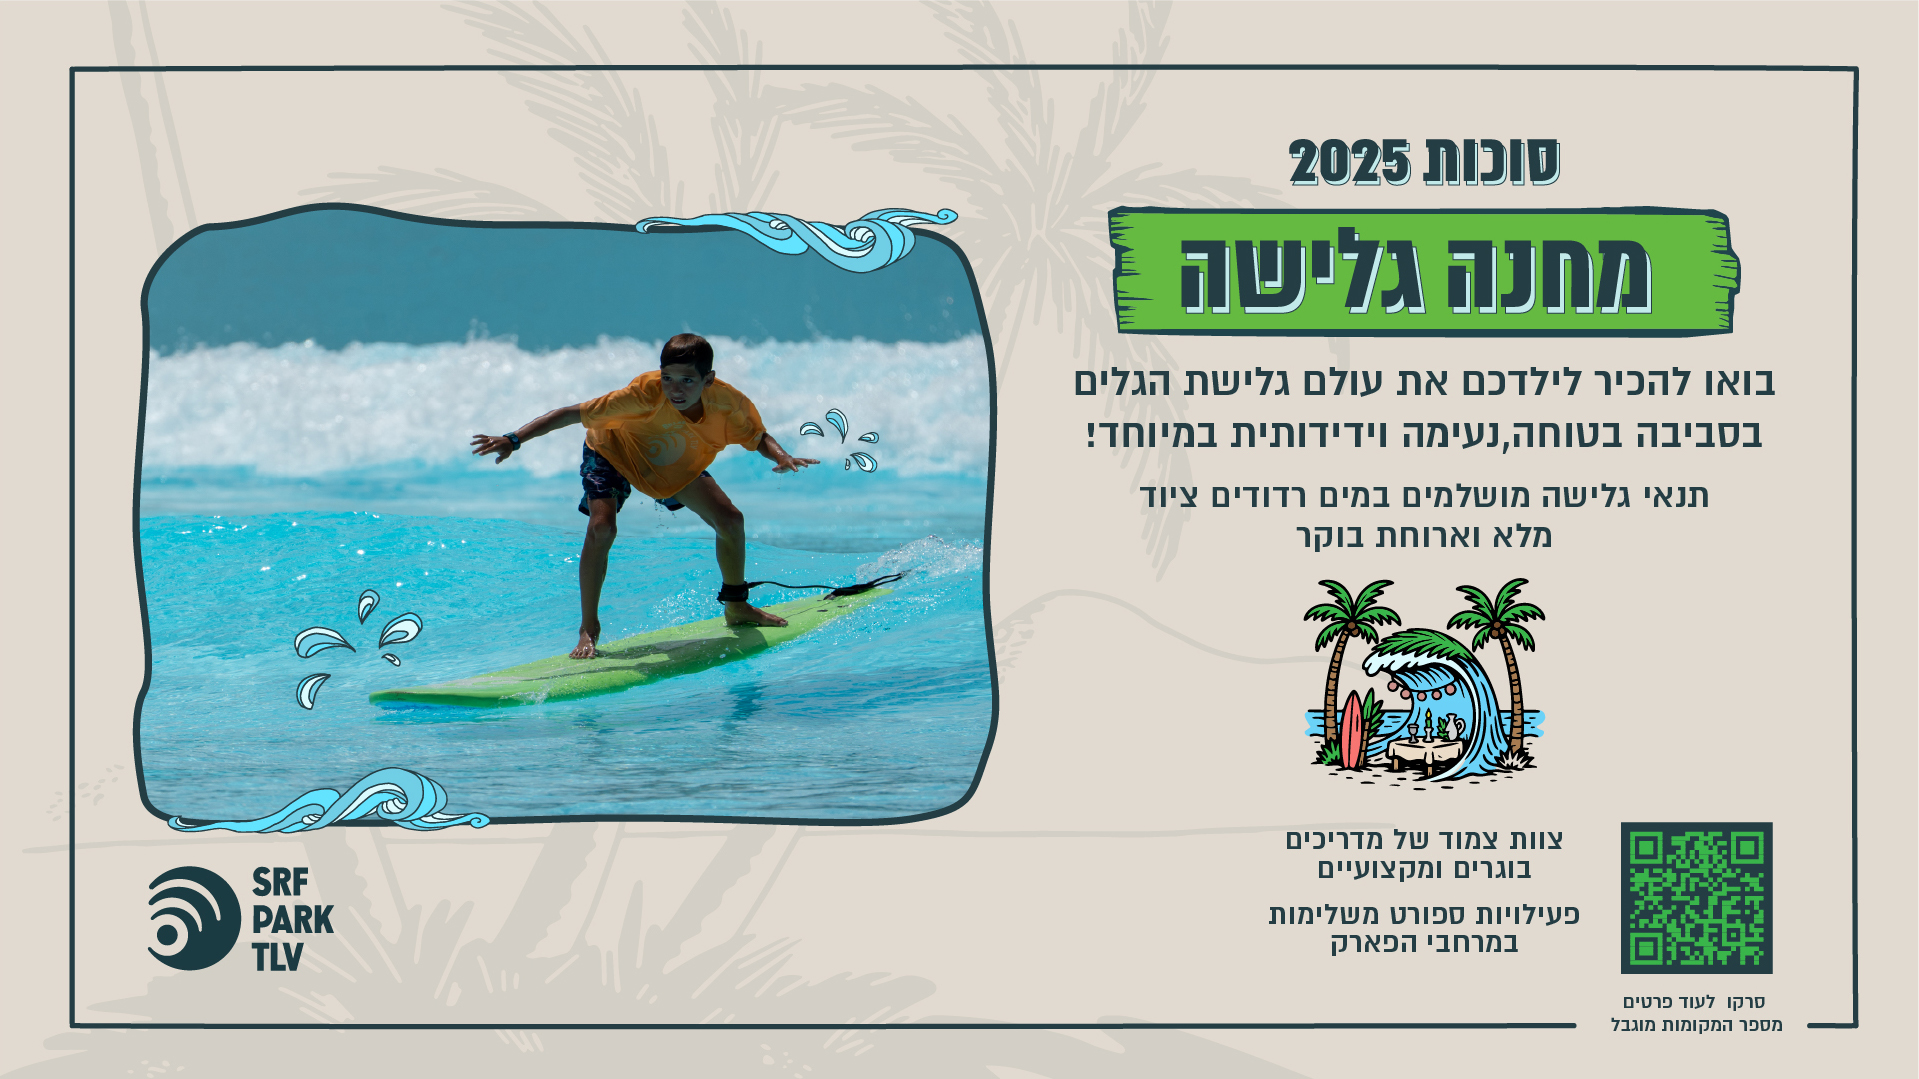 סוכות 2025
מחנה גלישה
בואו להכיר לילדכם את עולם גלישת הגלים
בסביבה בטוחה,נעימה וידידותית במיוחד!
תנאי גלישה מושלמים במים רדודים ציוד
מלא וארוחת בוקר
צוות צמוד של מדריכים
בוגרים ומקצועיים
פעילויות ספורט משלימות
במרחבי הפארק
סרקו לעוד פרטים
מספר המקומות מוגבל
SRF
PARK
TLV